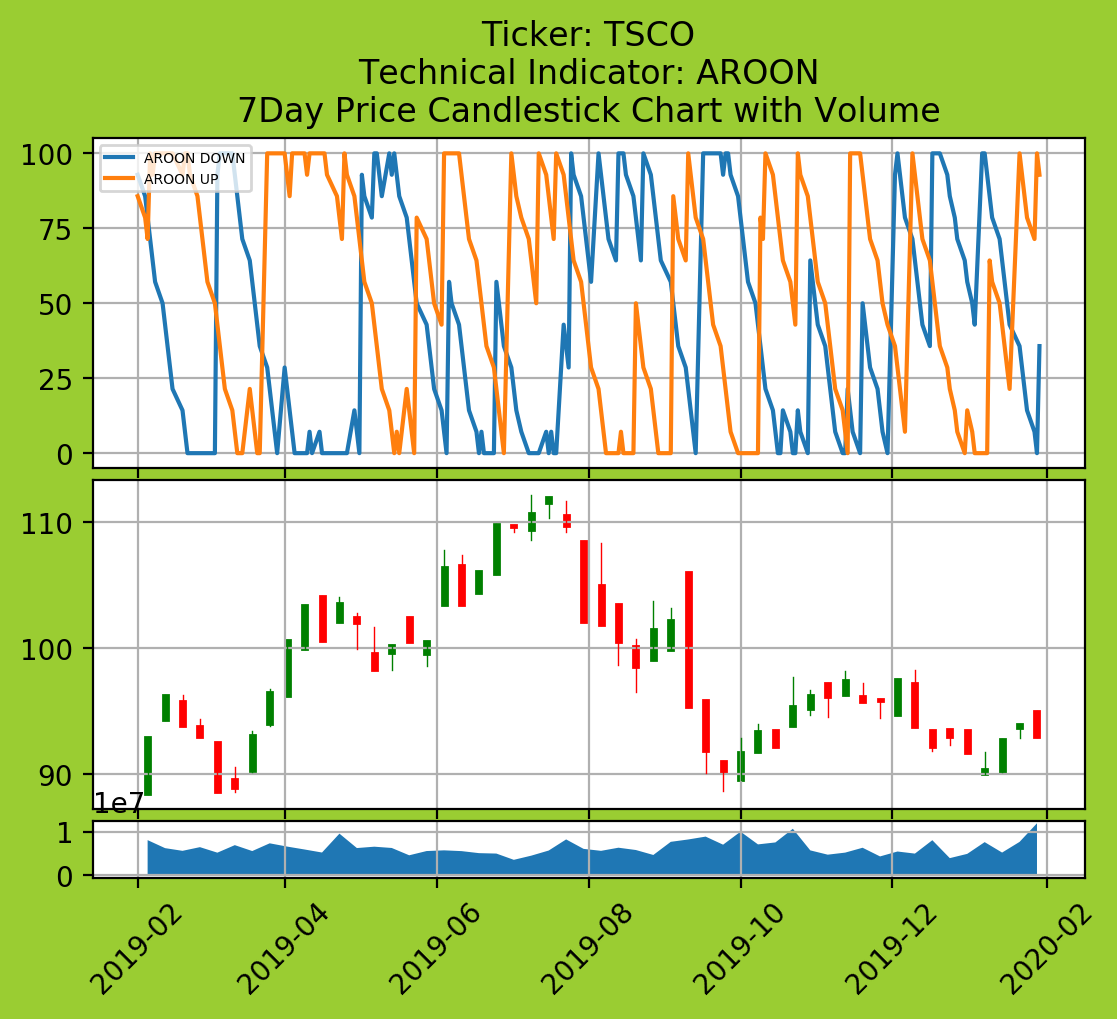 Ticker: TSCO
Technical Indicator: AROON
7Day Price Candlestick Chart with Volume
100
75
50
25
0
AROON DOWN
AROON UP
110
100
90
1e7
1
0
2019-02
2019-04
2019-06
2019-08
2019-10
2019-12
2020-02